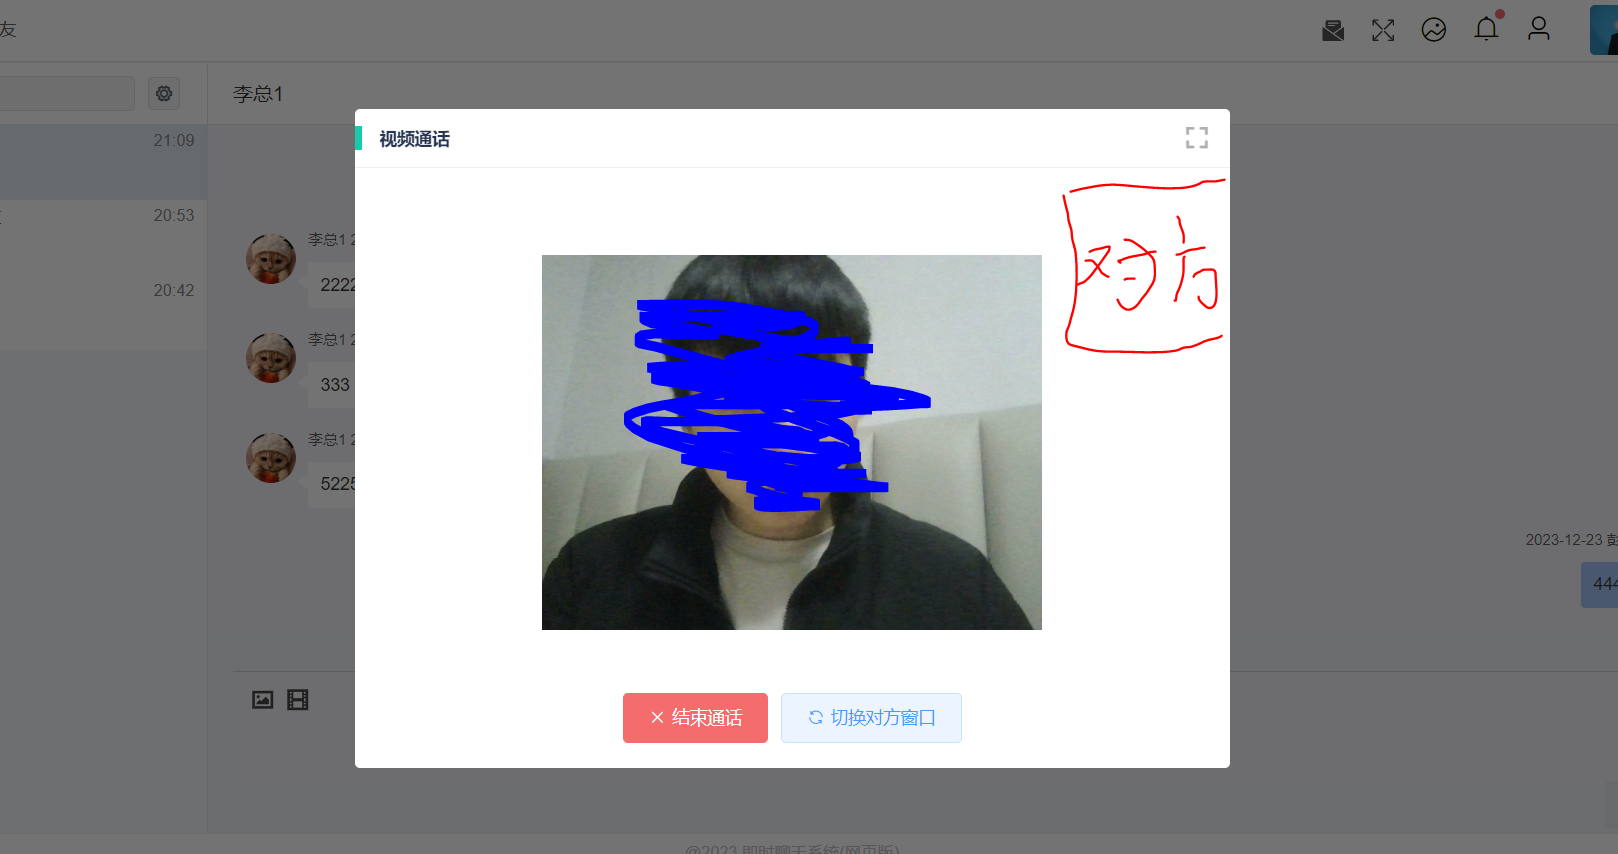 友
李总1
21:09
20:53
20:42
视频通话
对方
李总1 2
2222
李总1 2
333
李总1 2
5225
2023-12-23 彭
444
结束通话
切换对方窗口
@2023 即时聊天系统(网页版)